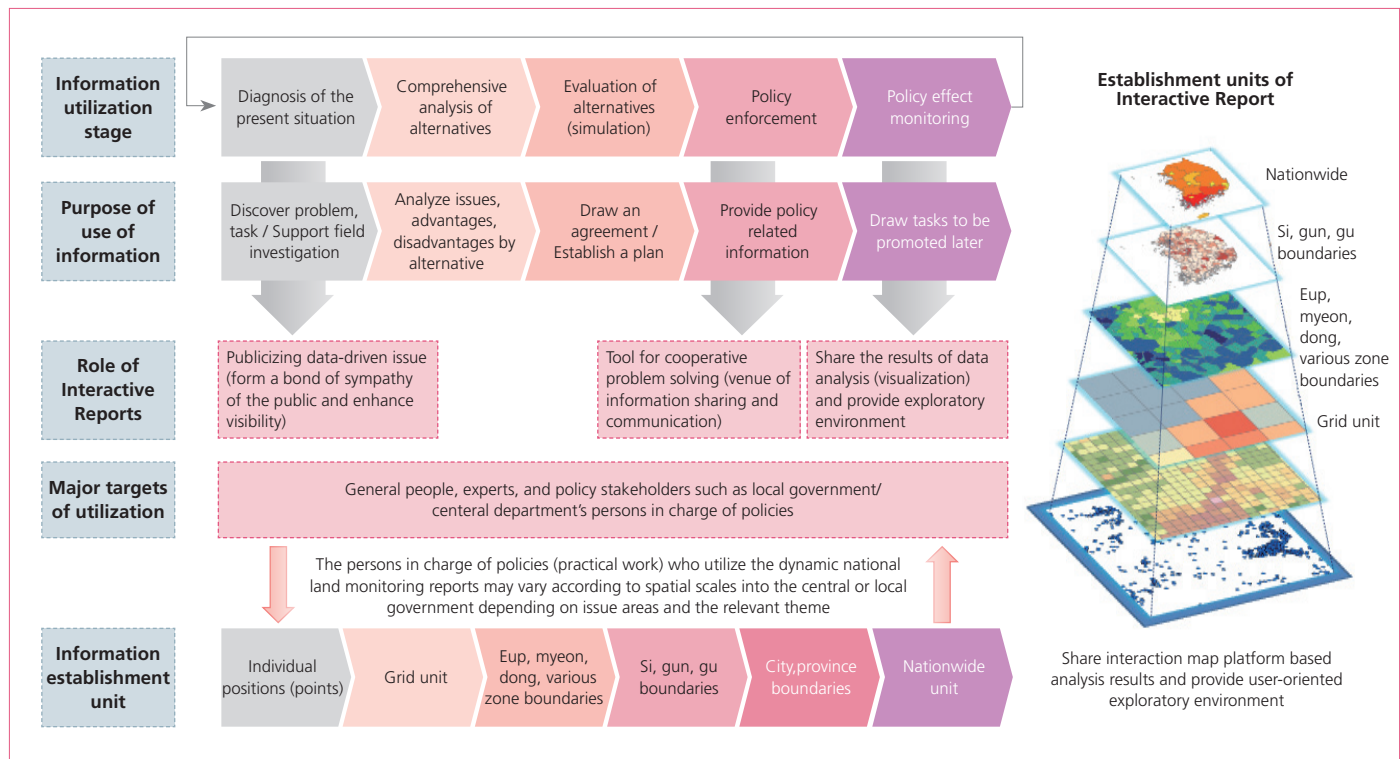 Information
utilization
stage
Diagnosis of the
present situation
Comprehensive
analysis of
alternatives
Evaluation of
alternatives
(simulation)
Policy
enforcement
Policy effect
monitoring
Purpose of
use of
information
Discover problem,
task / Support field
investigation
Analyze issues,
advantages,
disadvantages by
alternative
Draw an
agreement /
Establish a plan
Provide policy
related
information
Draw tasks to be
promoted later
Role of
Interactive
Reports
Publicizing data-driven issue
(form a bond of sympathy
of the public and enhance
visibility)
Tool for cooperative
problem solving (venue of
information sharing and
communication)
Share the results of data
analysis (visualization)
and provide exploratory
environment
Major targets
of utilization
General people, experts, and policy stakeholders such as local government/
centeral department's persons in charge of policies
The persons in charge of policies (practical work) who utilize the dynamic national
land monitoring reports may vary according to spatial scales into the central or local
government depending on issue areas and the relevant theme
Information
establishment
unit
Individual
positions (points)
Grid unit
Eup, myeon,
dong, various
zone boundaries
Si, gun, gu
boundaries
City,province
boundaries
Nationwide
unit
Establishment units of
Interactive Report
Nationwide
Si, gun, gu
boundaries
Eup,
myeon,
dong,
various zone
boundaries
Grid unit
Share interaction map platform based
analysis results and provide user-oriented
exploratory environment